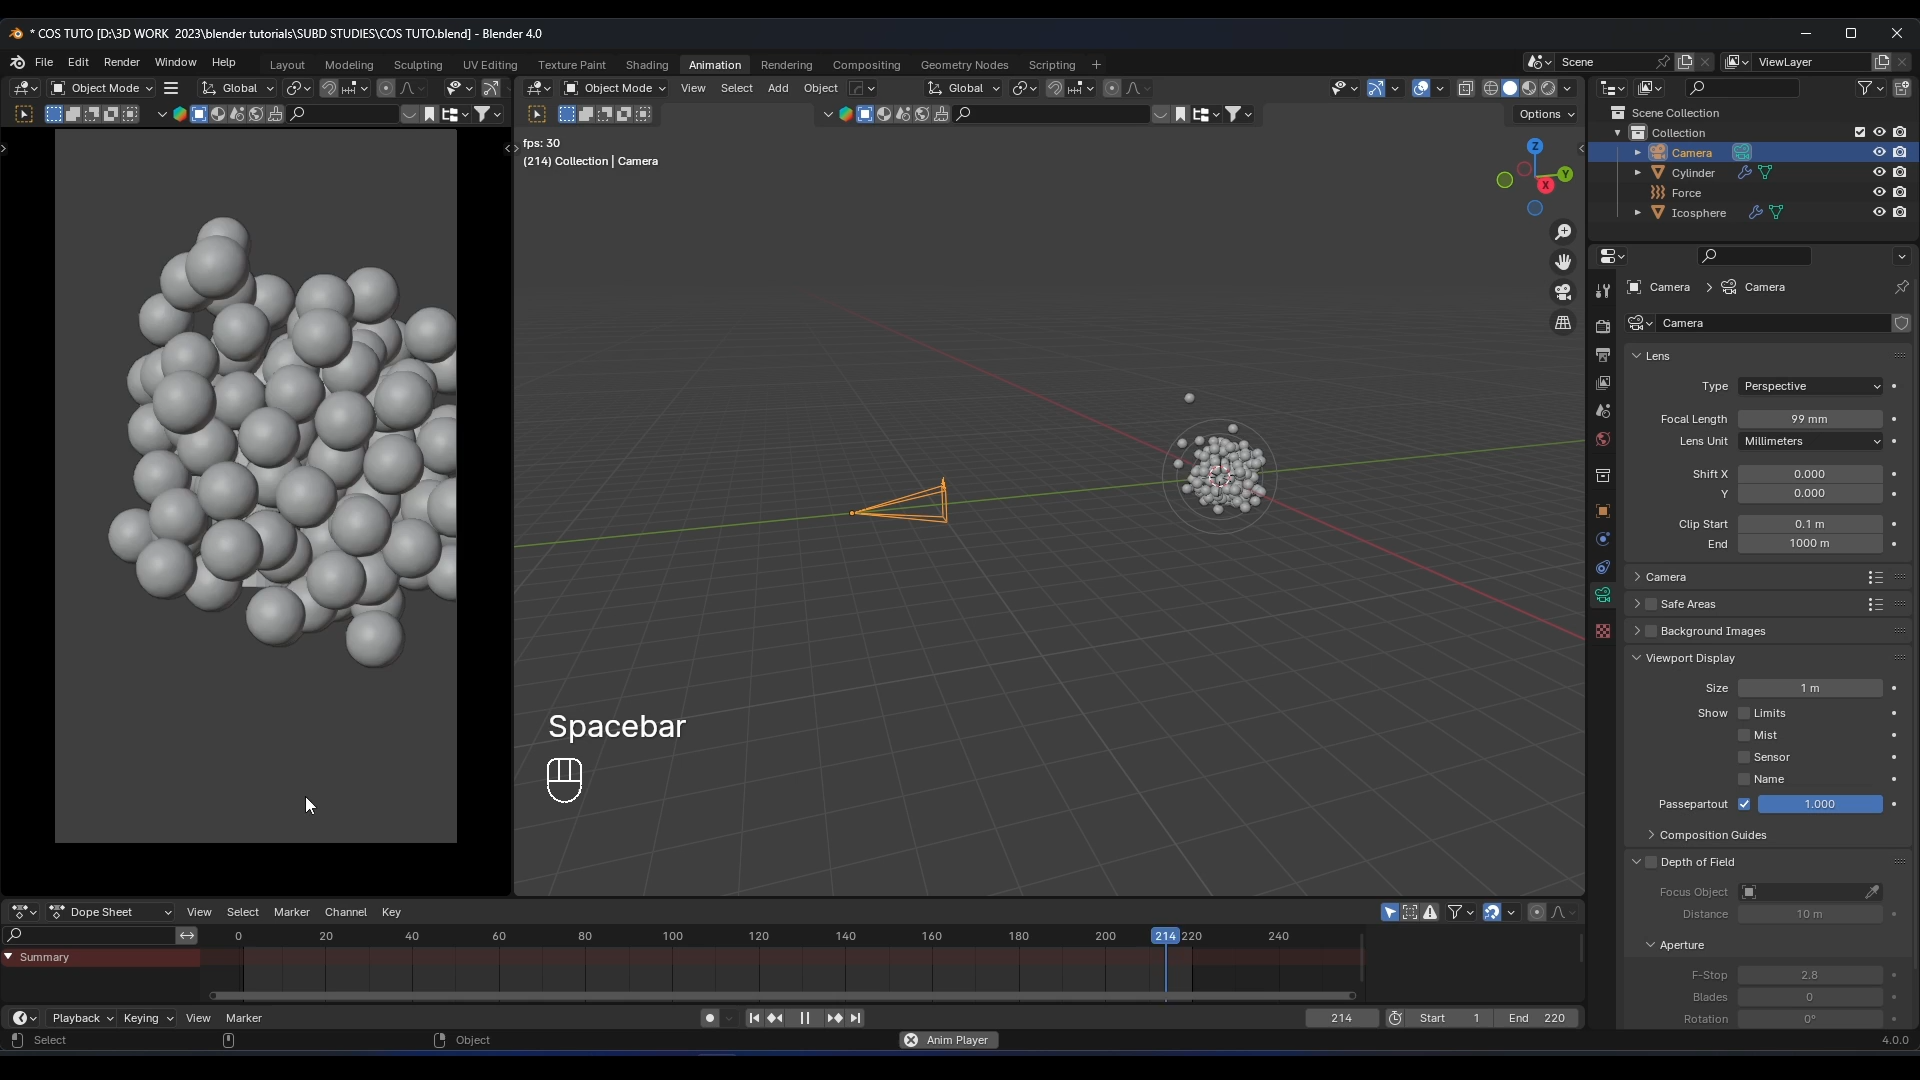 * COS TUTO [D:\3D WORK  2023\blender tutorials\SUBD STUDIES\COS TUTO.blend] - Blender 4.0
File Edit Render Window Help Layout Modeling Sculpting UV Editing Texture Paint Shading Animation Rendering Compositing Geometry Nodes Scripting + Scene ViewLayer
Object Mode Global Object Mode View Select Add Object Global
Options
Scene Collection
Collection
Camera
Cylinder
Force
Icosphere
fps: 30
(214) Collection | Camera
Z
Y
X
Camera > Camera
Camera
Lens
Type Perspective
Focal Length 99 mm
Lens Unit Millimeters
Shift X 0.000
Y 0.000
Clip Start 0.1 m
End 1000 m
Camera
Safe Areas
Background Images
Viewport Display
Size 1 m
Show Limits
Mist
Sensor
Name
Passepartout 1.000
Composition Guides
Depth of Field
Focus Object
Distance 10 m
Aperture
F-Stop 2.8
Blades 0
Rotation 0°
Spacebar
Dope Sheet View Select Marker Channel Key
0 20 40 60 80 100 120 140 160 180 200 214 220 240
Summary
Playback Keying View Marker 214 Start 1 End 220
Select Object Anim Player 4.0.0